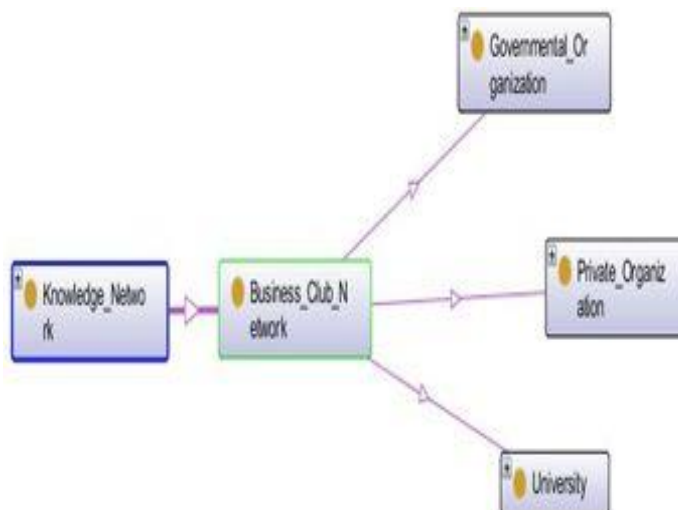 Governmental_Or
ganization
Knowledge_Netwo
rk
Business_Club_N
etwork
Private_Organiz
ation
University